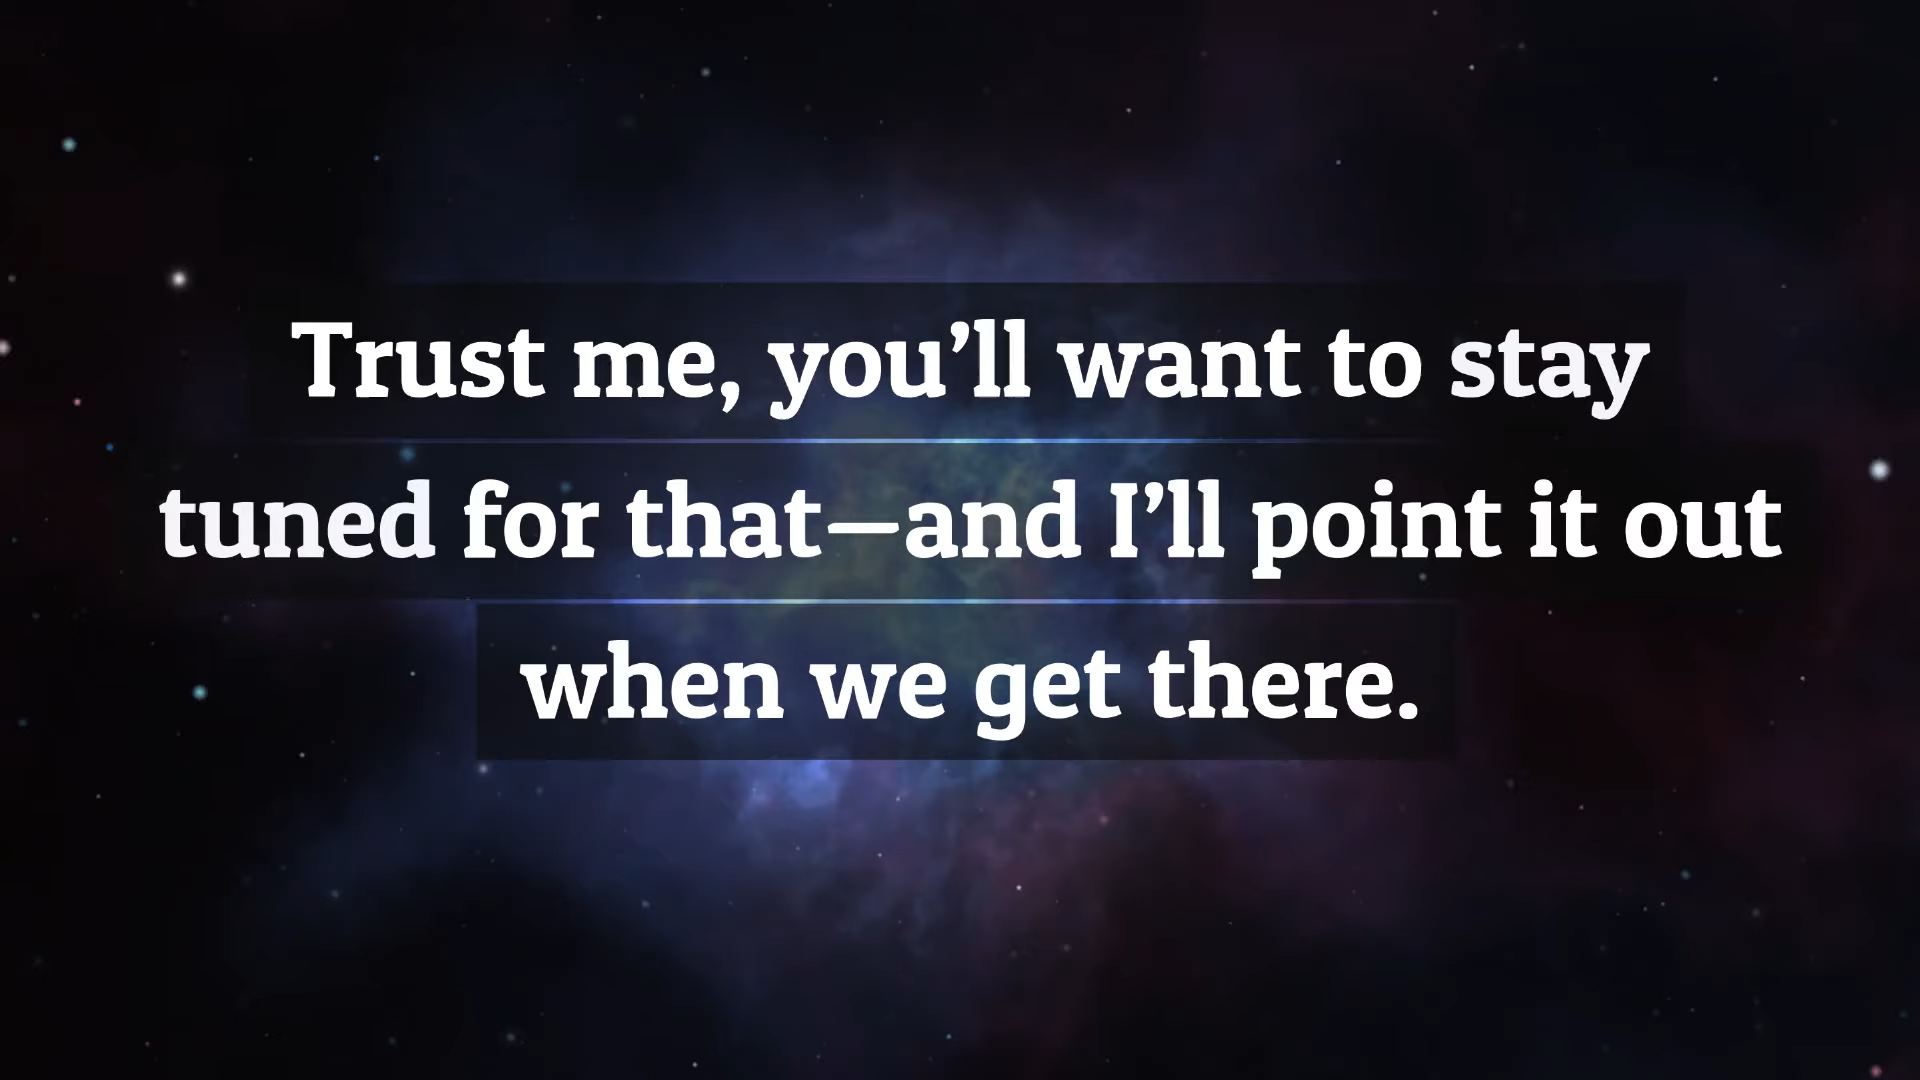 Trust me, you’ll want to stay
tuned for that—and I’ll point it out
when we get there.